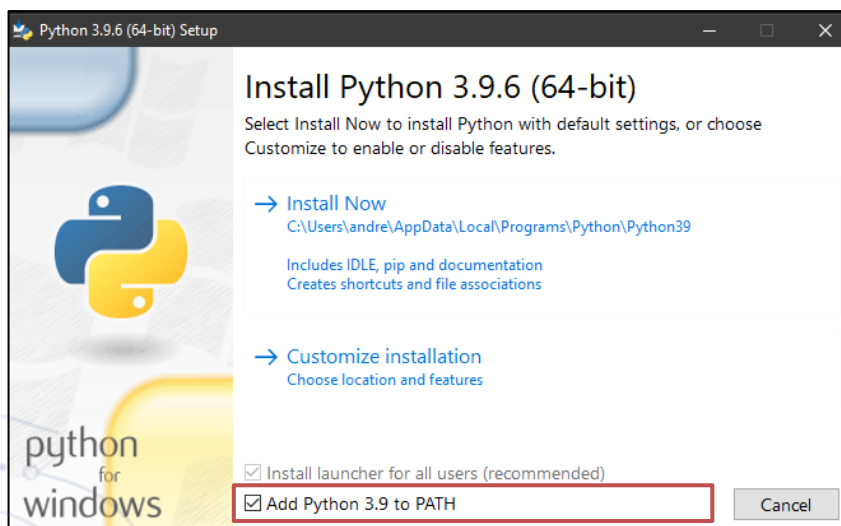 Python 3.9.6 (64-bit) Setup
Install Python 3.9.6 (64-bit)
Select Install Now to install Python with default settings, or choose
Customize to enable or disable features.
Install Now
C:\Users\andre\AppData\Local\Programs\Python\Python39
Includes IDLE, pip and documentation
Creates shortcuts and file associations
Customize installation
Choose location and features
python
for
windows
Install launcher for all users (recommended)
Add Python 3.9 to PATH
Cancel